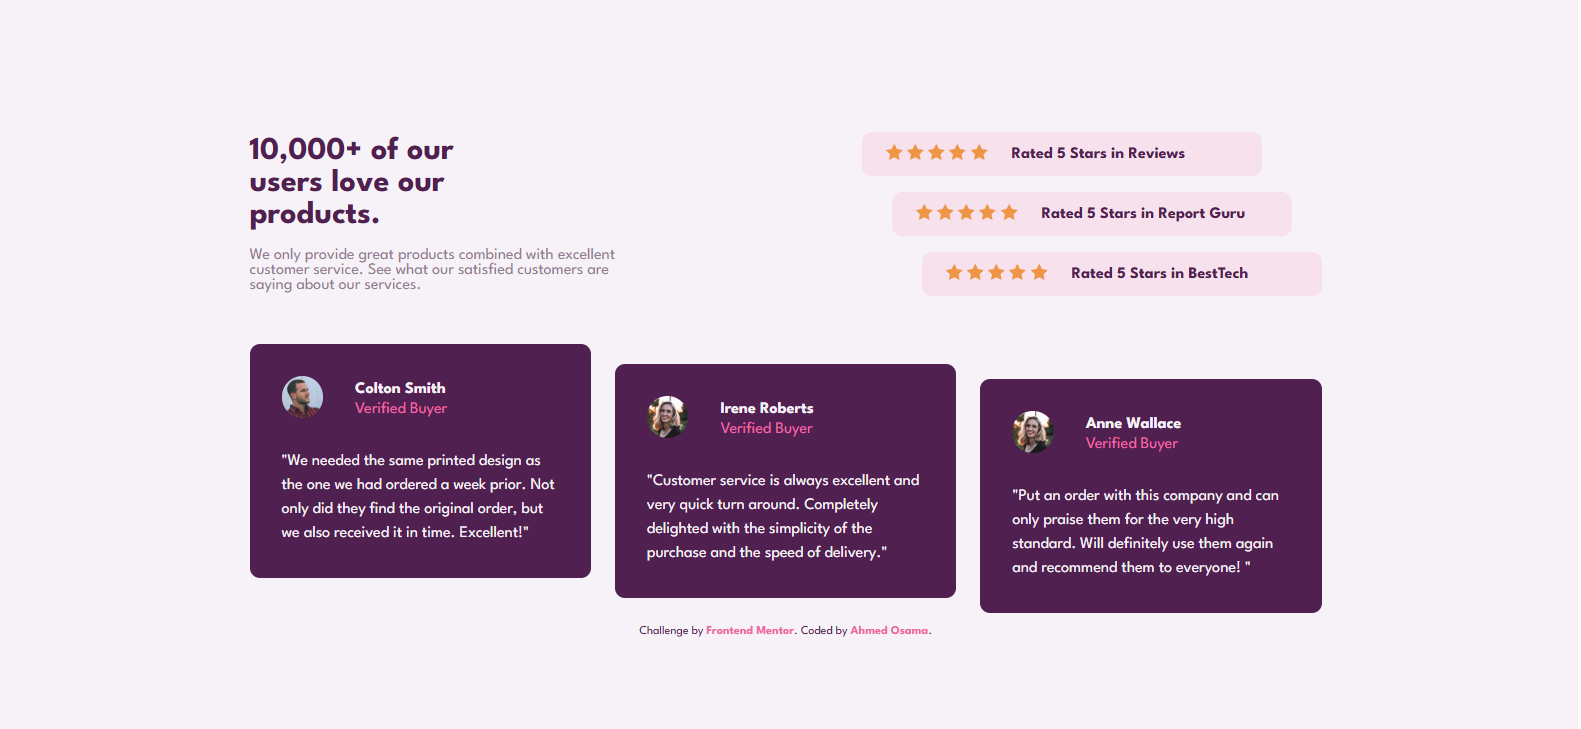 10,000+ of our
users love our
products.
We only provide great products combined with excellent
customer service. See what our satisfied customers are
saying about our services.
Rated 5 Stars in Reviews
Rated 5 Stars in Report Guru
Rated 5 Stars in BestTech
Colton Smith
Verified Buyer
"We needed the same printed design as
the one we had ordered a week prior. Not
only did they find the original order, but
we also received it in time. Excellent!"
Irene Roberts
Verified Buyer
"Customer service is always excellent and
very quick turn around. Completely
delighted with the simplicity of the
purchase and the speed of delivery."
Anne Wallace
Verified Buyer
"Put an order with this company and can
only praise them for the very high
standard. Will definitely use them again
and recommend them to everyone! "
Challenge by Frontend Mentor. Coded by Ahmed Osama.